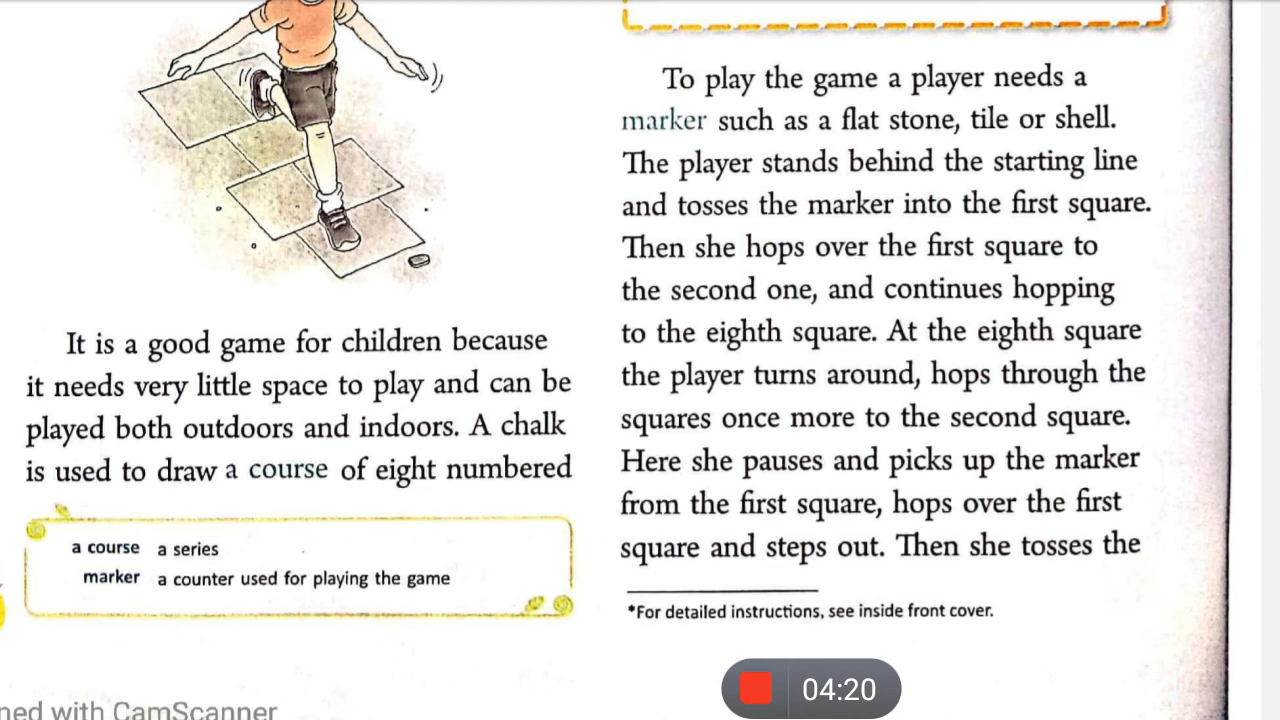 It is a good game for children because
it needs very little space to play and can be
played both outdoors and indoors. A chalk
is used to draw a course of eight numbered
a course a series
marker a counter used for playing the game
To play the game a player needs a
marker such as a flat stone, tile or shell.
The player stands behind the starting line
and tosses the marker into the first square.
Then she hops over the first square to
the second one, and continues hopping
to the eighth square. At the eighth square
the player turns around, hops through the
squares once more to the second square.
Here she pauses and picks up the marker
from the first square, hops over the first
square and steps out. Then she tosses the
*For detailed instructions, see inside front cover.
04:20
ned with CamScanner